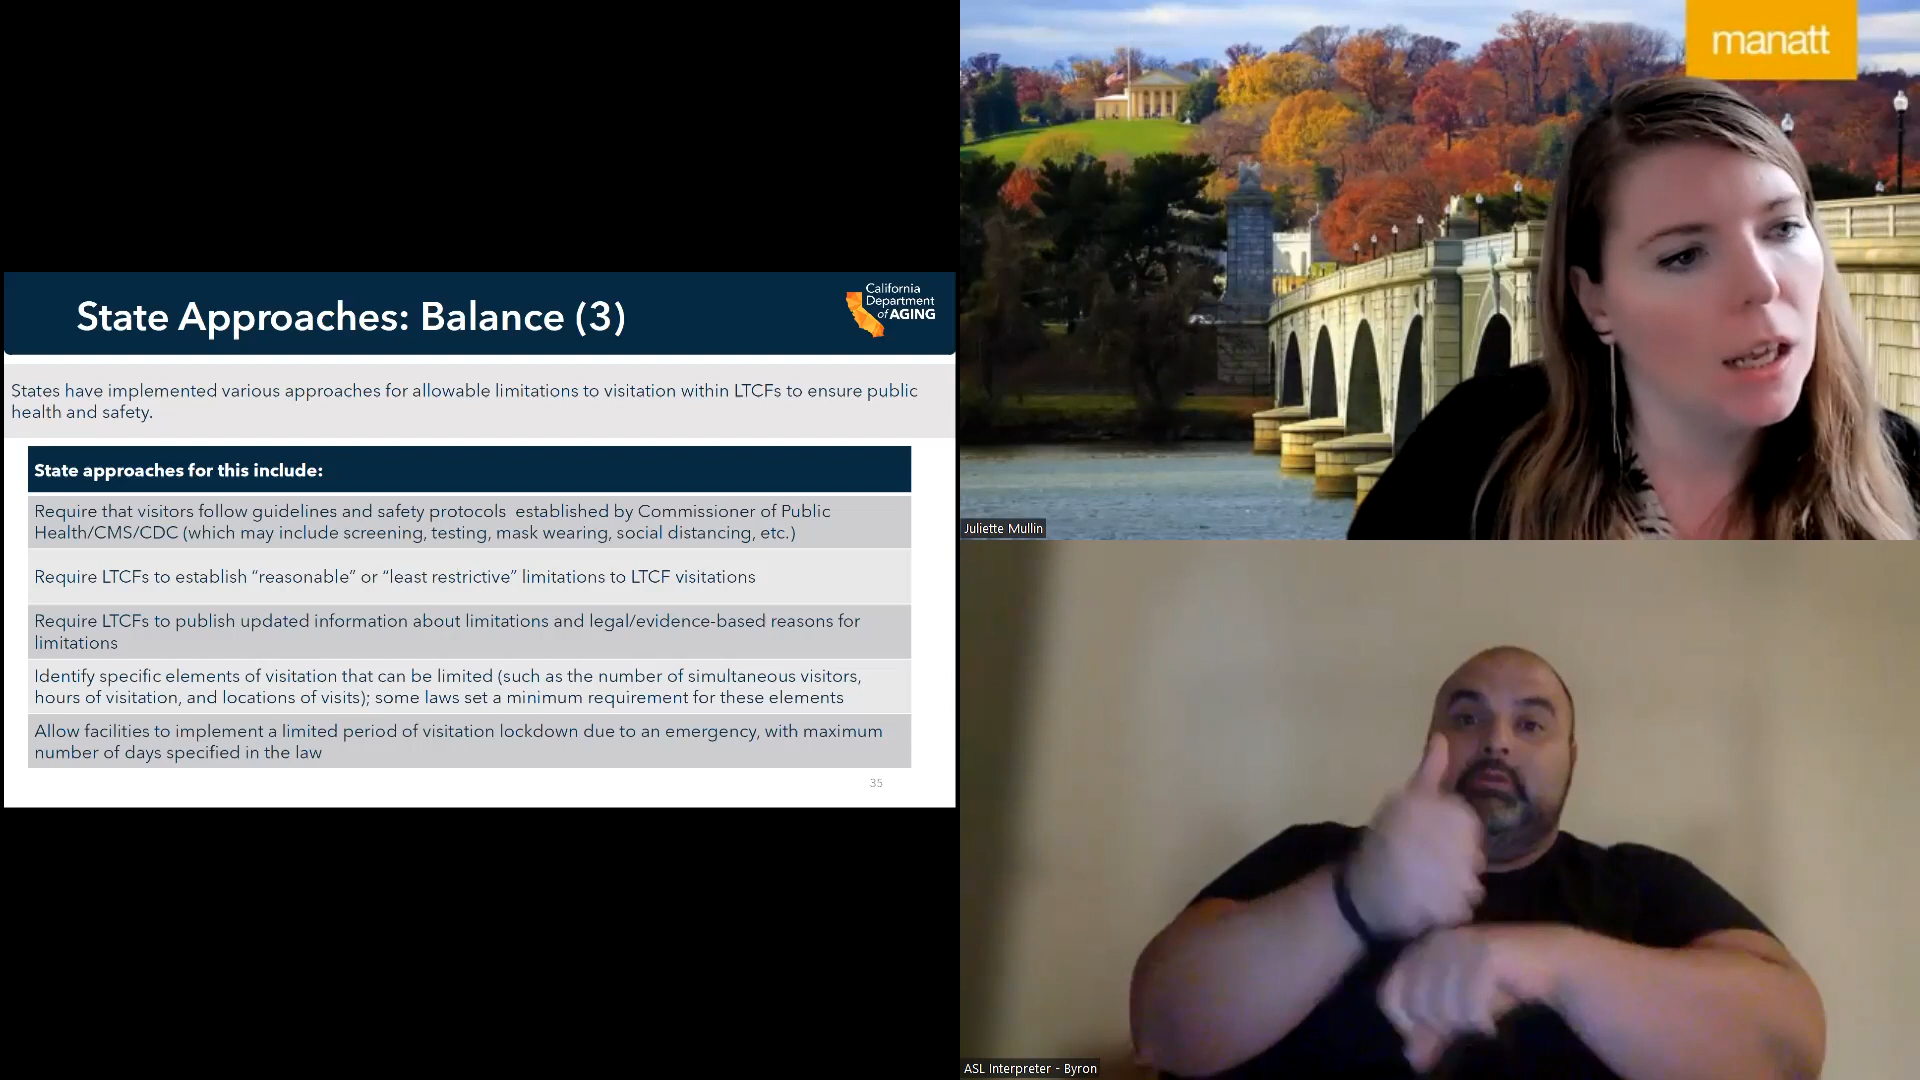 State Approaches: Balance (3)
California
Department
of AGING
States have implemented various approaches for allowable limitations to visitation within LTCFs to ensure public
health and safety.
State approaches for this include:
Require that visitors follow guidelines and safety protocols  established by Commissioner of Public
Health/CMS/CDC (which may include screening, testing, mask wearing, social distancing, etc.)
Require LTCFs to establish “reasonable” or “least restrictive” limitations to LTCF visitations
Require LTCFs to publish updated information about limitations and legal/evidence-based reasons for
limitations
Identify specific elements of visitation that can be limited (such as the number of simultaneous visitors,
hours of visitation, and locations of visits); some laws set a minimum requirement for these elements
Allow facilities to implement a limited period of visitation lockdown due to an emergency, with maximum
number of days specified in the law
35
manatt
Juliette Mullin
ASL Interpreter - Byron